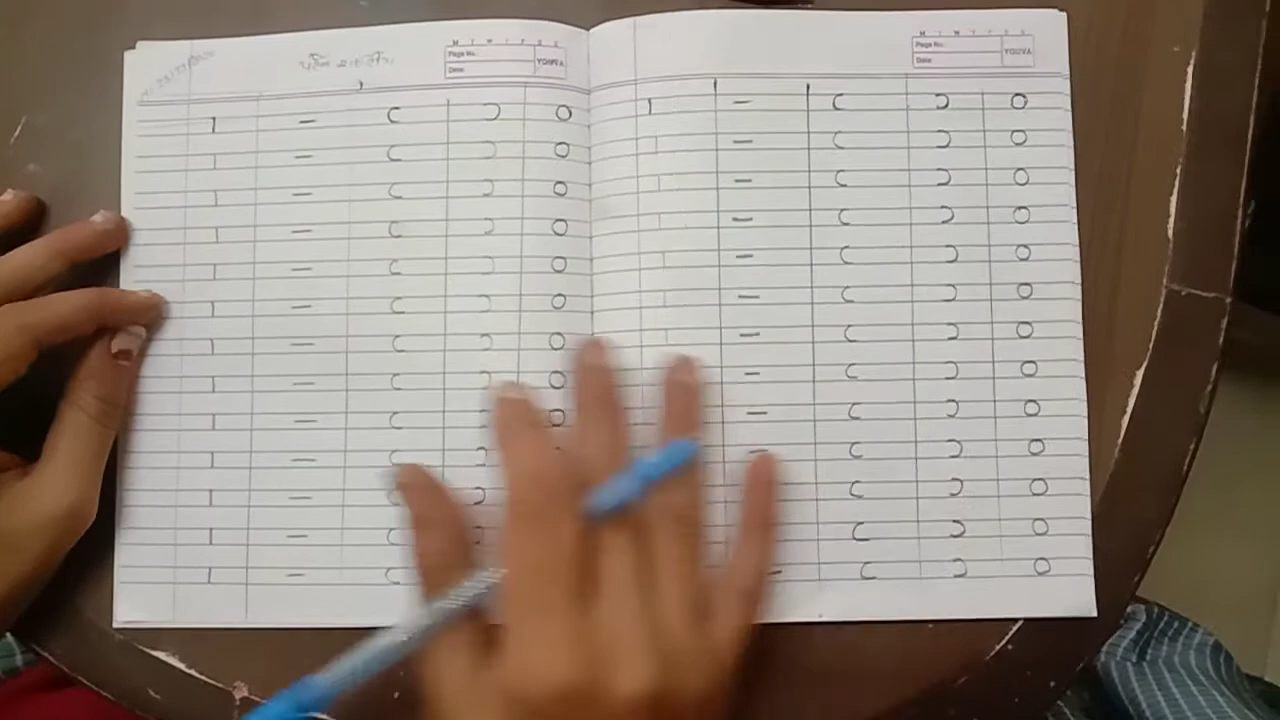 M T W T F S S
Page No.:
Date:
YOUVA
M T W T F S S
Page No.:
Date:
YOUVA
| — C Ɔ O | — C Ɔ O
| — C Ɔ O | — C Ɔ O
| — C Ɔ O | — C Ɔ O
| — C Ɔ O | — C Ɔ O
| — C Ɔ O | — C Ɔ O
| — C Ɔ O | — C Ɔ O
| — C Ɔ O | — C Ɔ O
| — C Ɔ O — C Ɔ O
| — C O — C Ɔ O
| — C Ɔ — C Ɔ O
| — C Ɔ C Ɔ O
| — C C Ɔ O
| — C — C Ɔ O